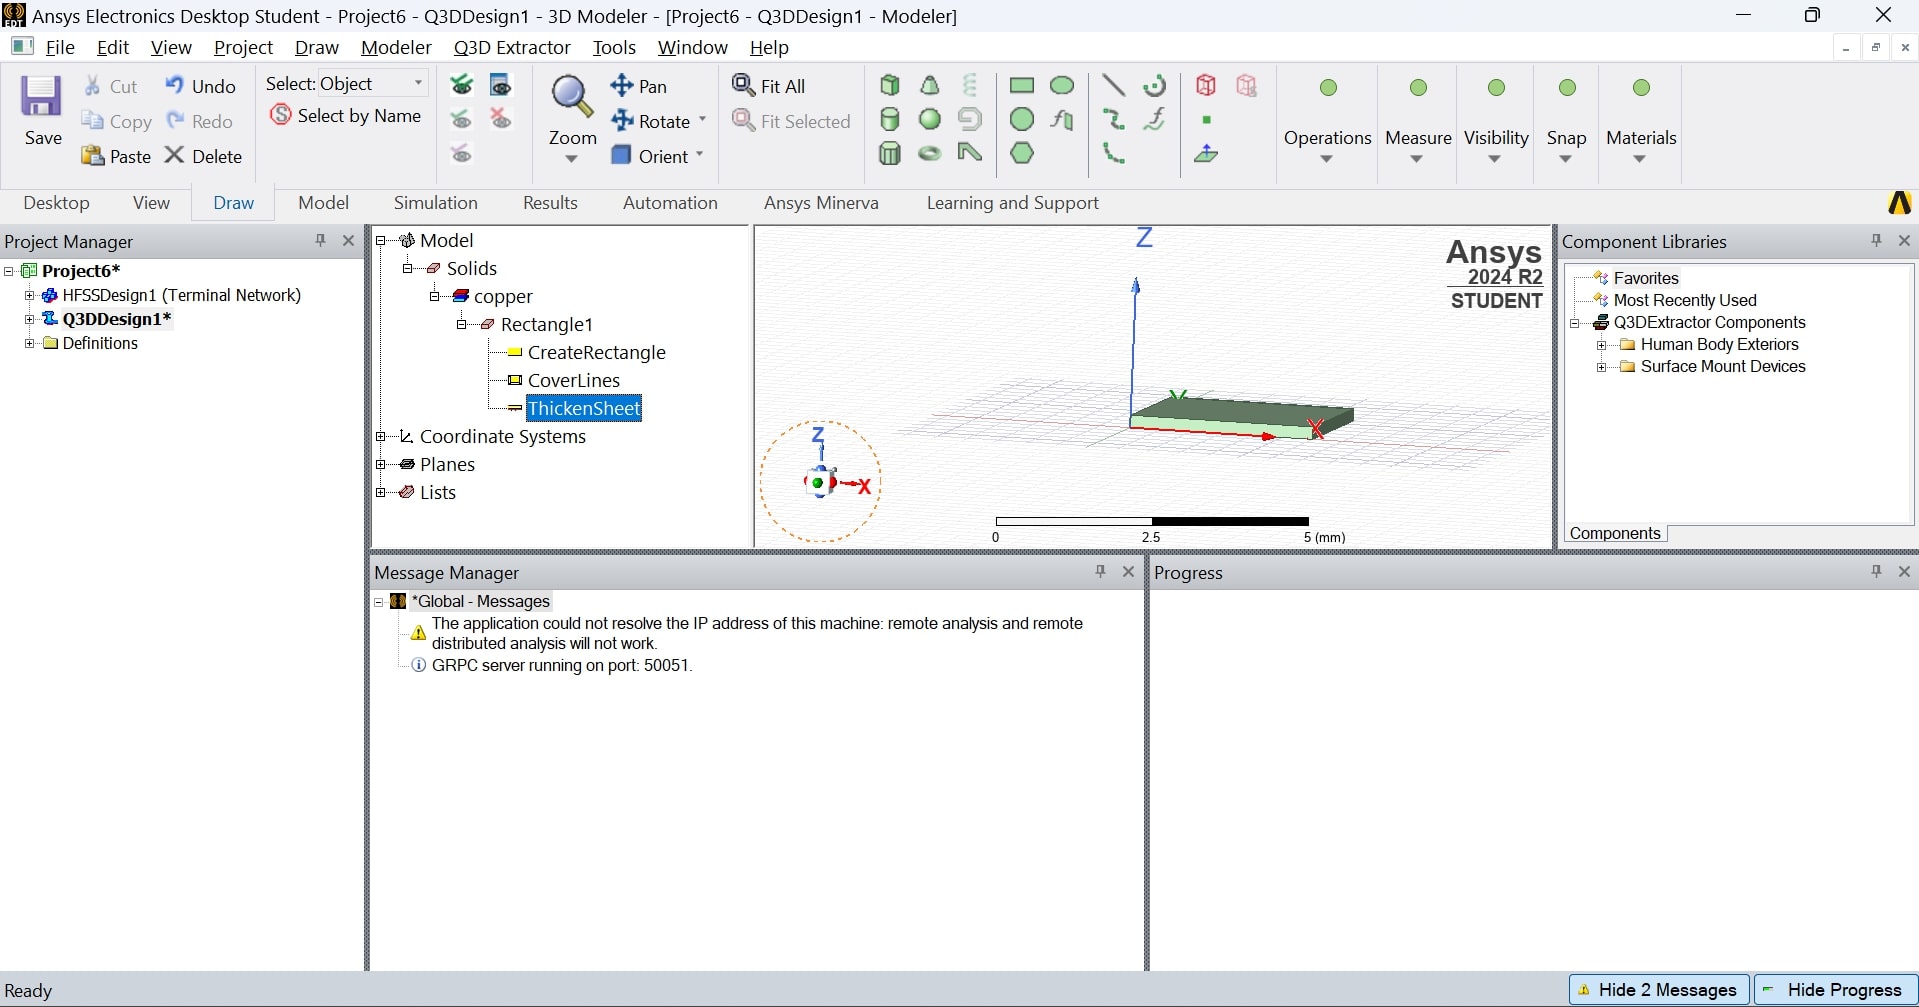 Ansys Electronics Desktop Student - Project6 - Q3DDesign1 - 3D Modeler - [Project6 - Q3DDesign1 - Modeler]
File Edit View Project Draw Modeler Q3D Extractor Tools Window Help
Save
Cut
Copy
Paste
Undo
Redo
Delete
Select: Object
Select by Name
Zoom
Pan
Rotate
Orient
Fit All
Fit Selected
Operations
Measure
Visibility
Snap
Materials
Desktop View Draw Model Simulation Results Automation Ansys Minerva Learning and Support
Project Manager
Project6*
HFSSDesign1 (Terminal Network)
Q3DDesign1*
Definitions
Model
Solids
copper
Rectangle1
CreateRectangle
CoverLines
ThickenSheet
Coordinate Systems
Planes
Lists
Z
Ansys
2024 R2
STUDENT
Y
X
Z
X
0 2.5 5 (mm)
Component Libraries
Favorites
Most Recently Used
Q3DExtractor Components
Human Body Exteriors
Surface Mount Devices
Components
Message Manager
*Global - Messages
The application could not resolve the IP address of this machine: remote analysis and remote
distributed analysis will not work.
GRPC server running on port: 50051.
Progress
Ready
Hide 2 Messages
Hide Progress